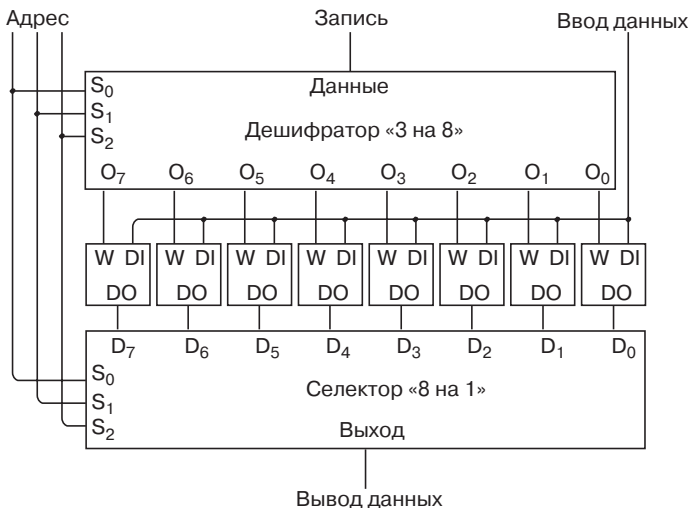 Адрес Запись Ввод данных
S₀ Данные
S₁
Дешифратор «3 на 8»
S₂
O₇ O₆ O₅ O₄ O₃ O₂ O₁ O₀
W DI W DI W DI W DI W DI W DI W DI W DI
DO DO DO DO DO DO DO DO
D₇ D₆ D₅ D₄ D₃ D₂ D₁ D₀
S₀
Селектор «8 на 1»
S₁
S₂ Выход
Вывод данных